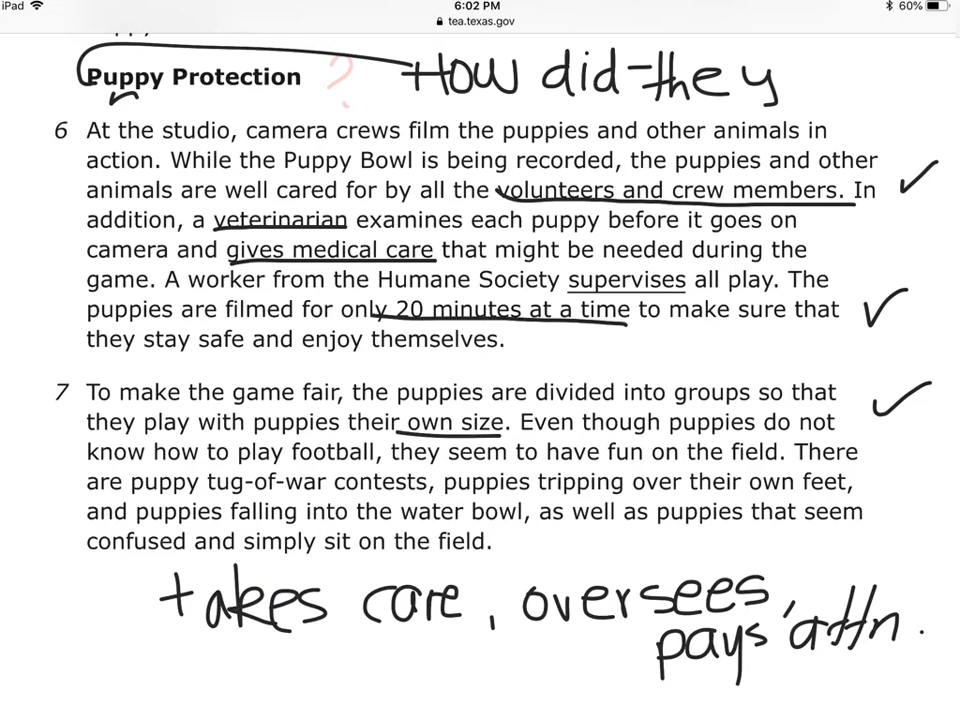 iPad 6:02 PM 60%
tea.texas.gov
Puppy Protection ? How did they
6 At the studio, camera crews film the puppies and other animals in
action. While the Puppy Bowl is being recorded, the puppies and other
animals are well cared for by all the volunteers and crew members. In
addition, a veterinarian examines each puppy before it goes on
camera and gives medical care that might be needed during the
game. A worker from the Humane Society supervises all play. The
puppies are filmed for only 20 minutes at a time to make sure that
they stay safe and enjoy themselves.
7 To make the game fair, the puppies are divided into groups so that
they play with puppies their own size. Even though puppies do not
know how to play football, they seem to have fun on the field. There
are puppy tug-of-war contests, puppies tripping over their own feet,
and puppies falling into the water bowl, as well as puppies that seem
confused and simply sit on the field.
takes care, oversees,
pays attn.